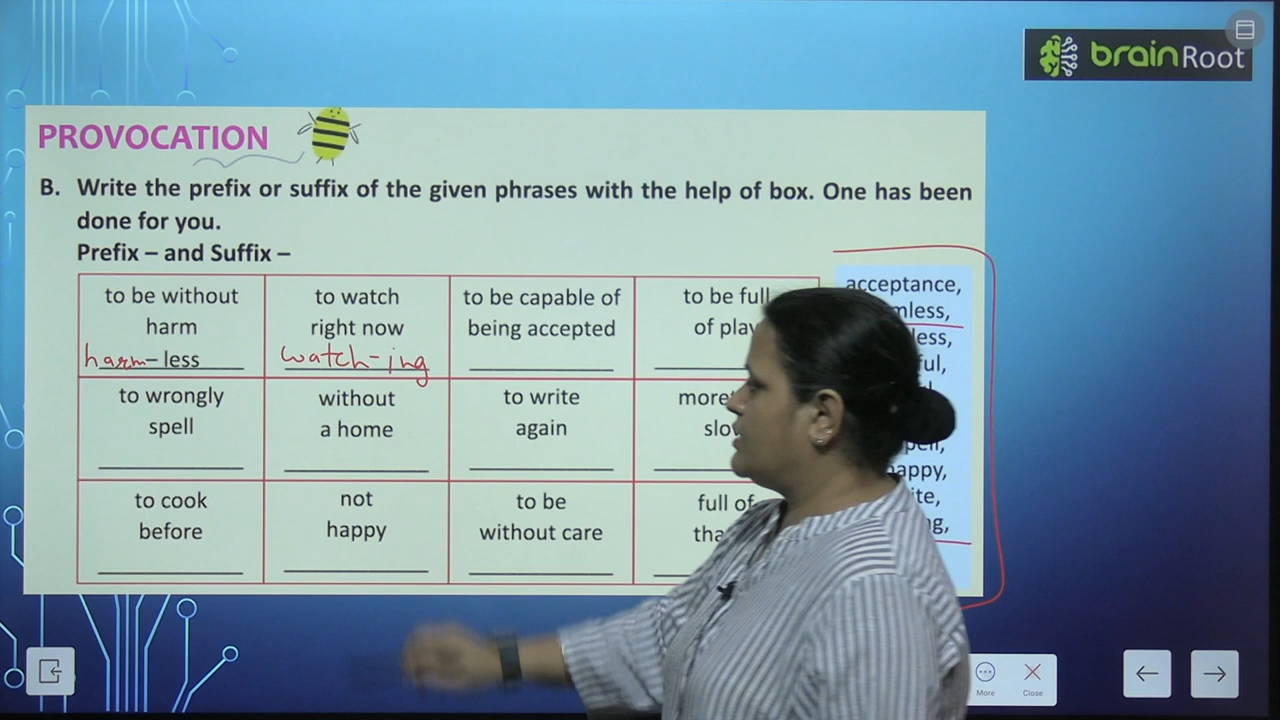 brainRoot
PROVOCATION
B. Write the prefix or suffix of the given phrases with the help of box. One has been
done for you.
Prefix – and Suffix –
to be without
harm
harm – less
to watch
right now
watch-ing
to be capable of
being accepted
to be full
of play
to wrongly
spell
without
a home
to write
again
to cook
before
not
happy
to be
without care
full of
acceptance,
More
Close